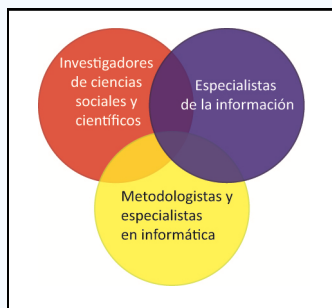 Investigadores
de ciencias
sociales y
científicos
Especialistas
de la información
Metodologistas y
especialistas
en informática